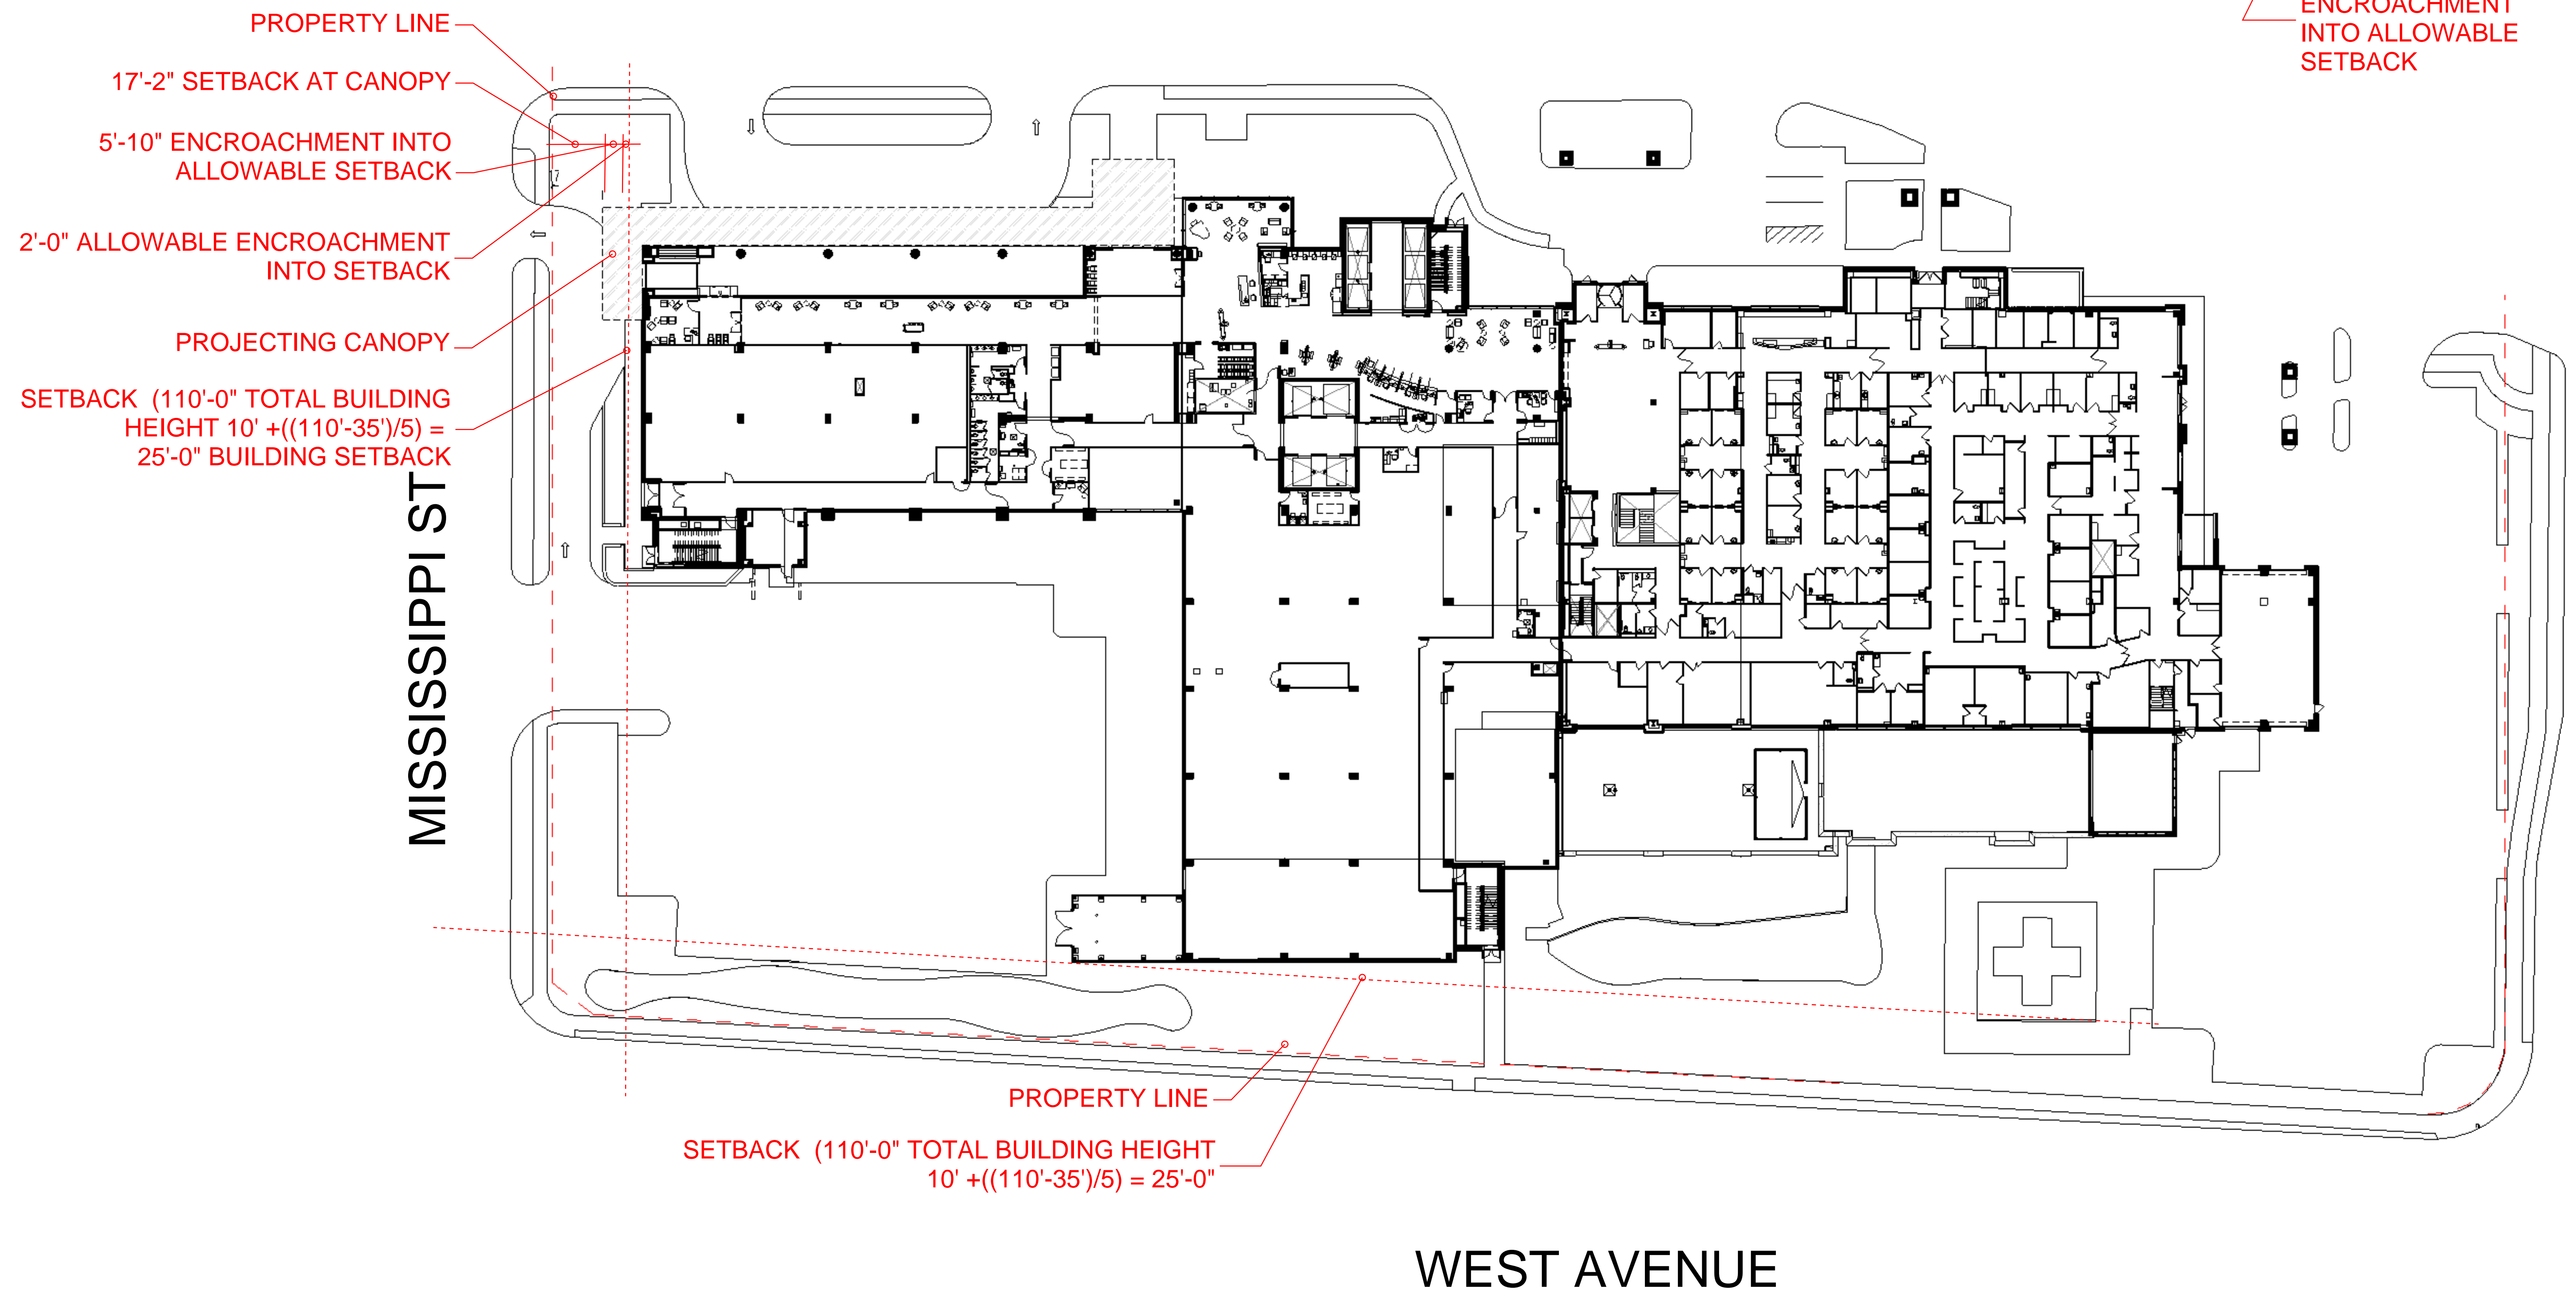 PROPERTY LINE
17'-2" SETBACK AT CANOPY
5'-10" ENCROACHMENT INTO
ALLOWABLE SETBACK
2'-0" ALLOWABLE ENCROACHMENT
INTO SETBACK
PROJECTING CANOPY
SETBACK (110'-0" TOTAL BUILDING
HEIGHT 10' +((110'-35')/5) =
25'-0" BUILDING SETBACK
MISSISSIPPI ST
ENCROACHMENT
INTO ALLOWABLE
SETBACK
PROPERTY LINE
SETBACK (110'-0" TOTAL BUILDING HEIGHT
10' +((110'-35')/5) = 25'-0"
WEST AVENUE